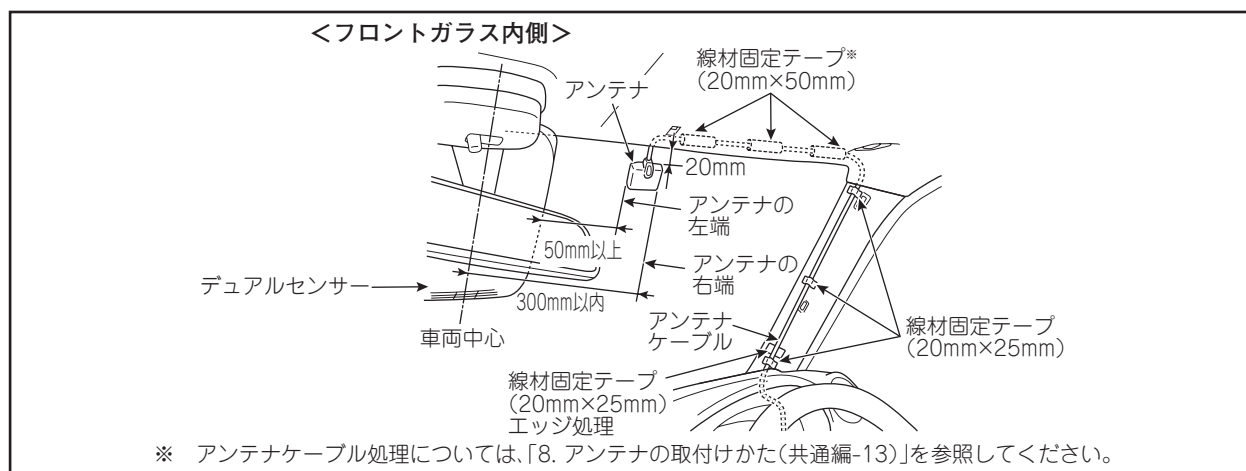 ＜フロントガラス内側＞
線材固定テープ※
(20mm×50mm)
アンテナ
20mm
アンテナの
左端
50mm以上
アンテナの
右端
デュアルセンサー
300mm以内
車両中心
アンテナ
ケーブル
線材固定テープ
(20mm×25mm)
線材固定テープ
(20mm×25mm)
エッジ処理
※　アンテナケーブル処理については、「8. アンテナの取付けかた(共通編-13)」を参照してください。